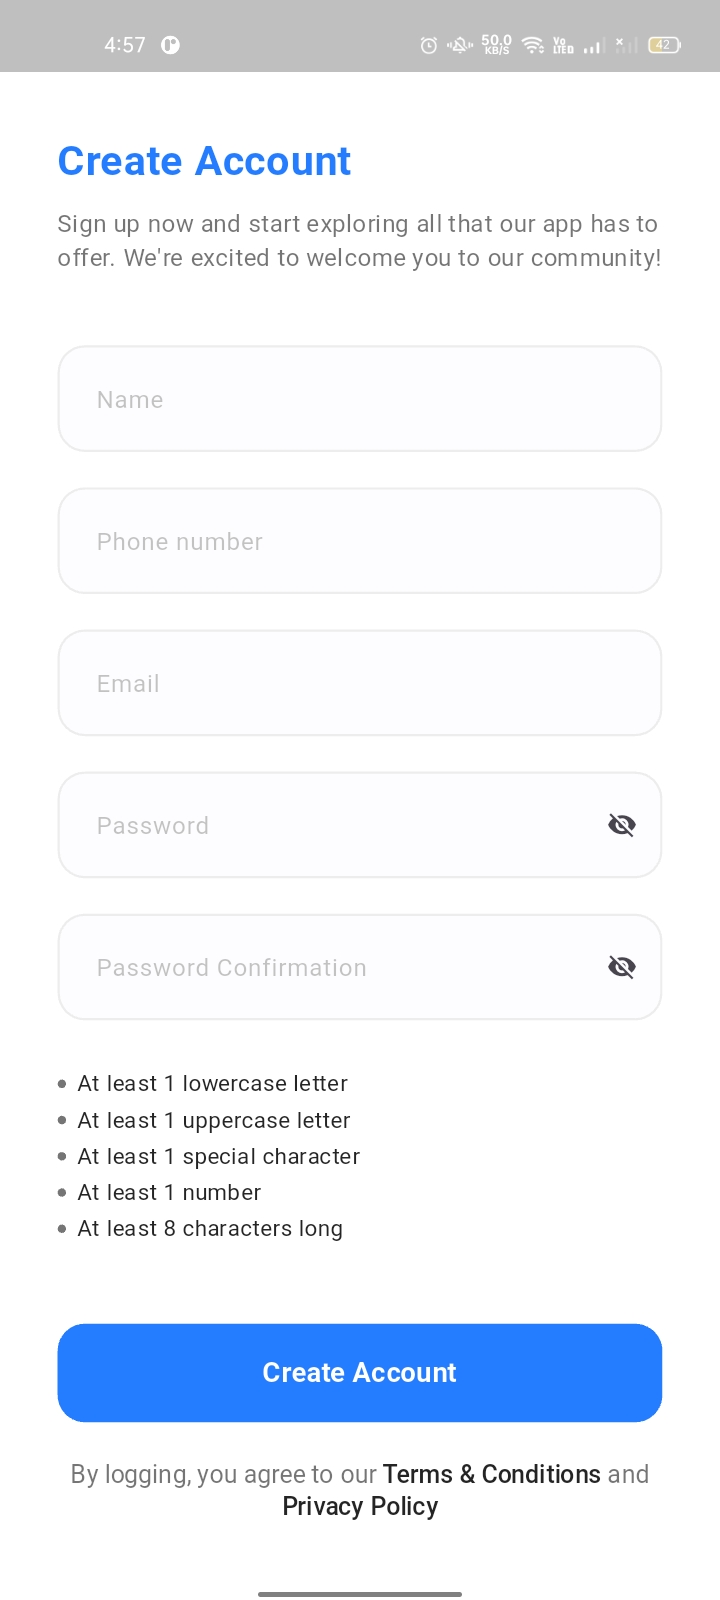 4:57 50.0 KB/S Vo LTED 42
Create Account
Sign up now and start exploring all that our app has to
offer. We're excited to welcome you to our community!
Name
Phone number
Email
Password
Password Confirmation
At least 1 lowercase letter
At least 1 uppercase letter
At least 1 special character
At least 1 number
At least 8 characters long
Create Account
By logging, you agree to our Terms & Conditions and
Privacy Policy